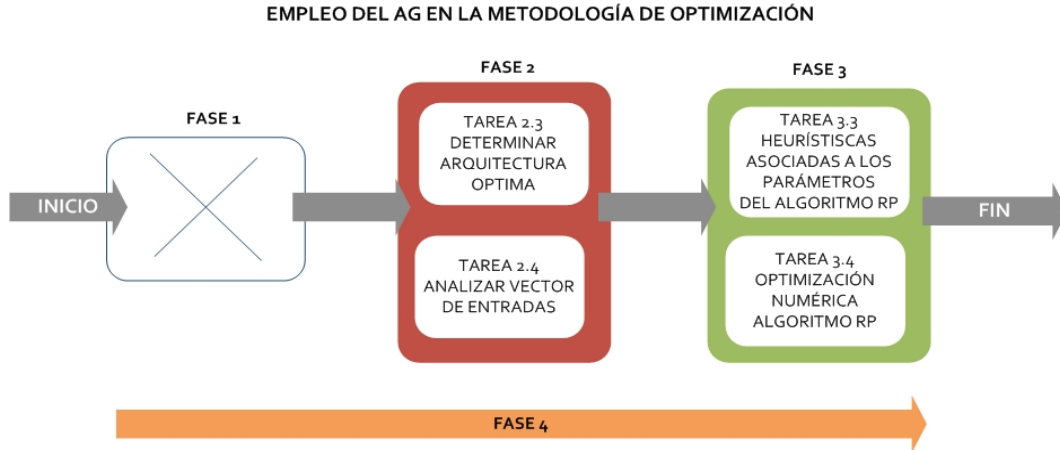 EMPLEO DEL AG EN LA METODOLOGÍA DE OPTIMIZACIÓN
FASE 1
INICIO
FASE 2
TAREA 2.3
DETERMINAR
ARQUITECTURA
OPTIMA
TAREA 2.4
ANALIZAR VECTOR
DE ENTRADAS
FASE 3
TAREA 3.3
HEURÍSTISCAS
ASOCIADAS A LOS
PARÁMETROS
DEL ALGORITMO RP
TAREA 3.4
OPTIMIZACIÓN
NUMÉRICA
ALGORITMO RP
FIN
FASE 4